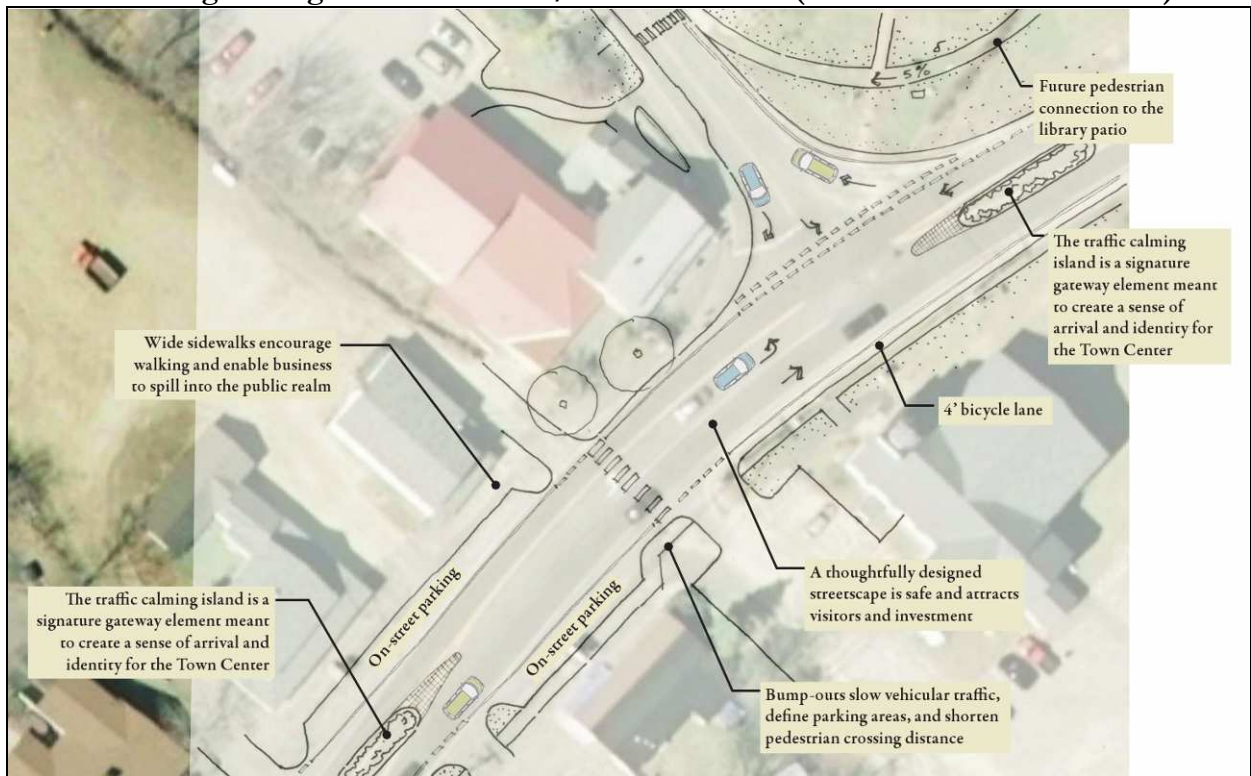 5%
Future pedestrian
connection to the
library patio
The traffic calming
island is a signature
gateway element meant
to create a sense of
arrival and identity for
the Town Center
Wide sidewalks encourage
walking and enable business
to spill into the public realm
4’ bicycle lane
A thoughtfully designed
streetscape is safe and attracts
visitors and investment
On-street parking
On-street parking
The traffic calming island is a
signature gateway element meant
to create a sense of arrival and
identity for the Town Center
Bump-outs slow vehicular traffic,
define parking areas, and shorten
pedestrian crossing distance